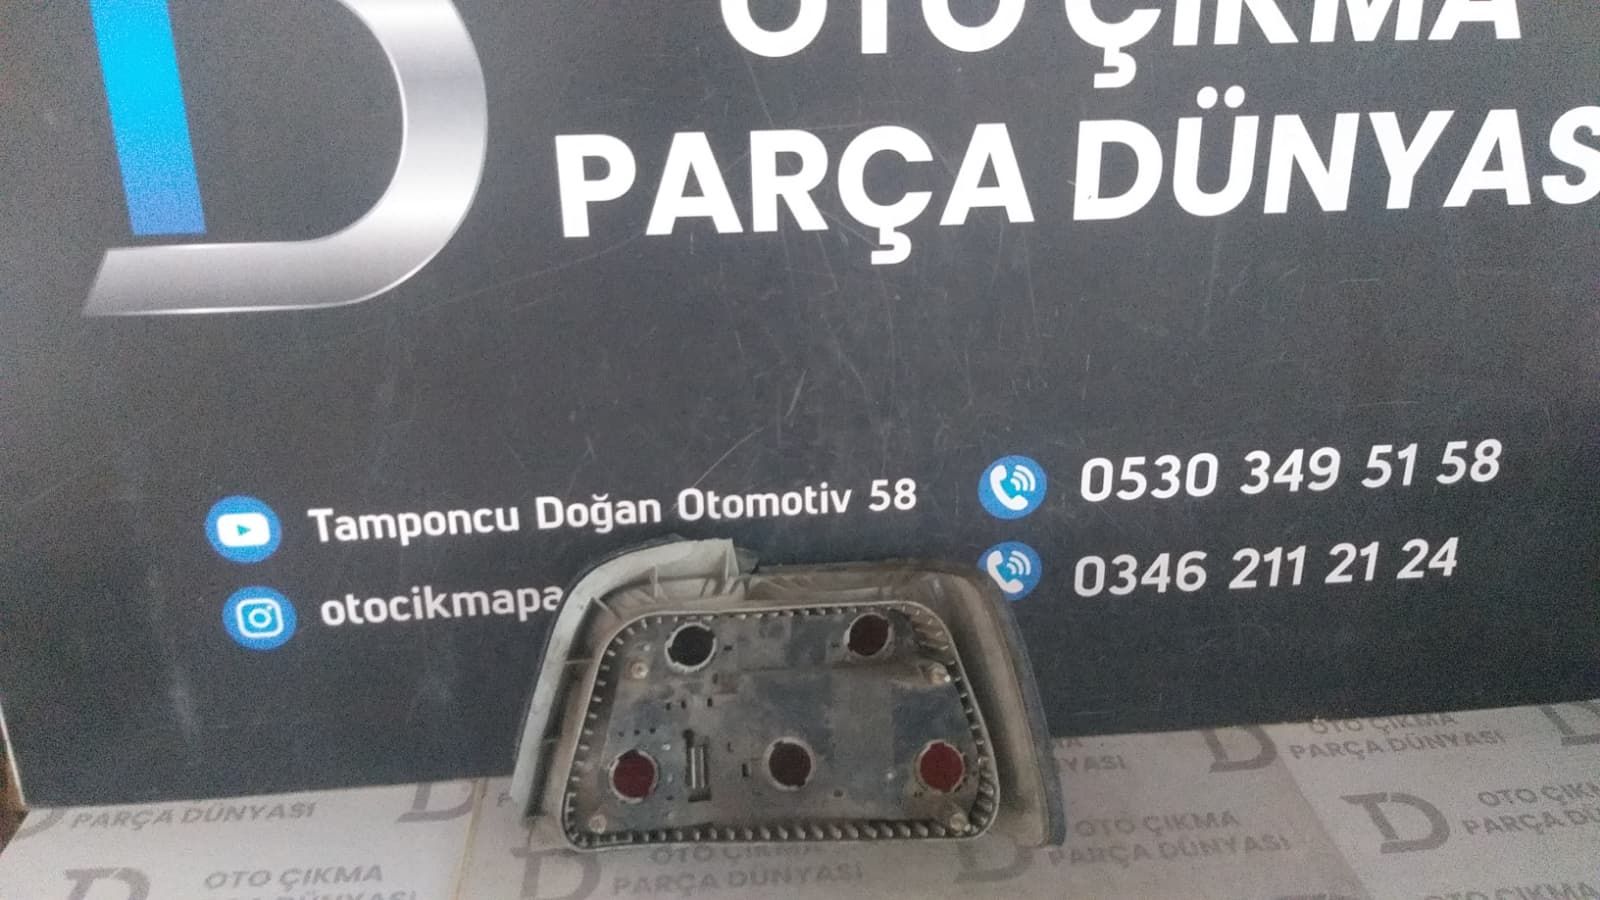 OTO ÇIKMA
PARÇA DÜNYAS
Tamponcu Doğan Otomotiv 58
otocikmapa
0530 349 51 58
0346 211 21 24
OTO ÇIKMA
PARÇA DÜNYASI
PARÇA DÜNYASI
OTO ÇIKMA
PARÇA DÜNYASI
OTO ÇIKMA
PARÇA
OTO ÇIKMA
PARÇA DÜNYASI